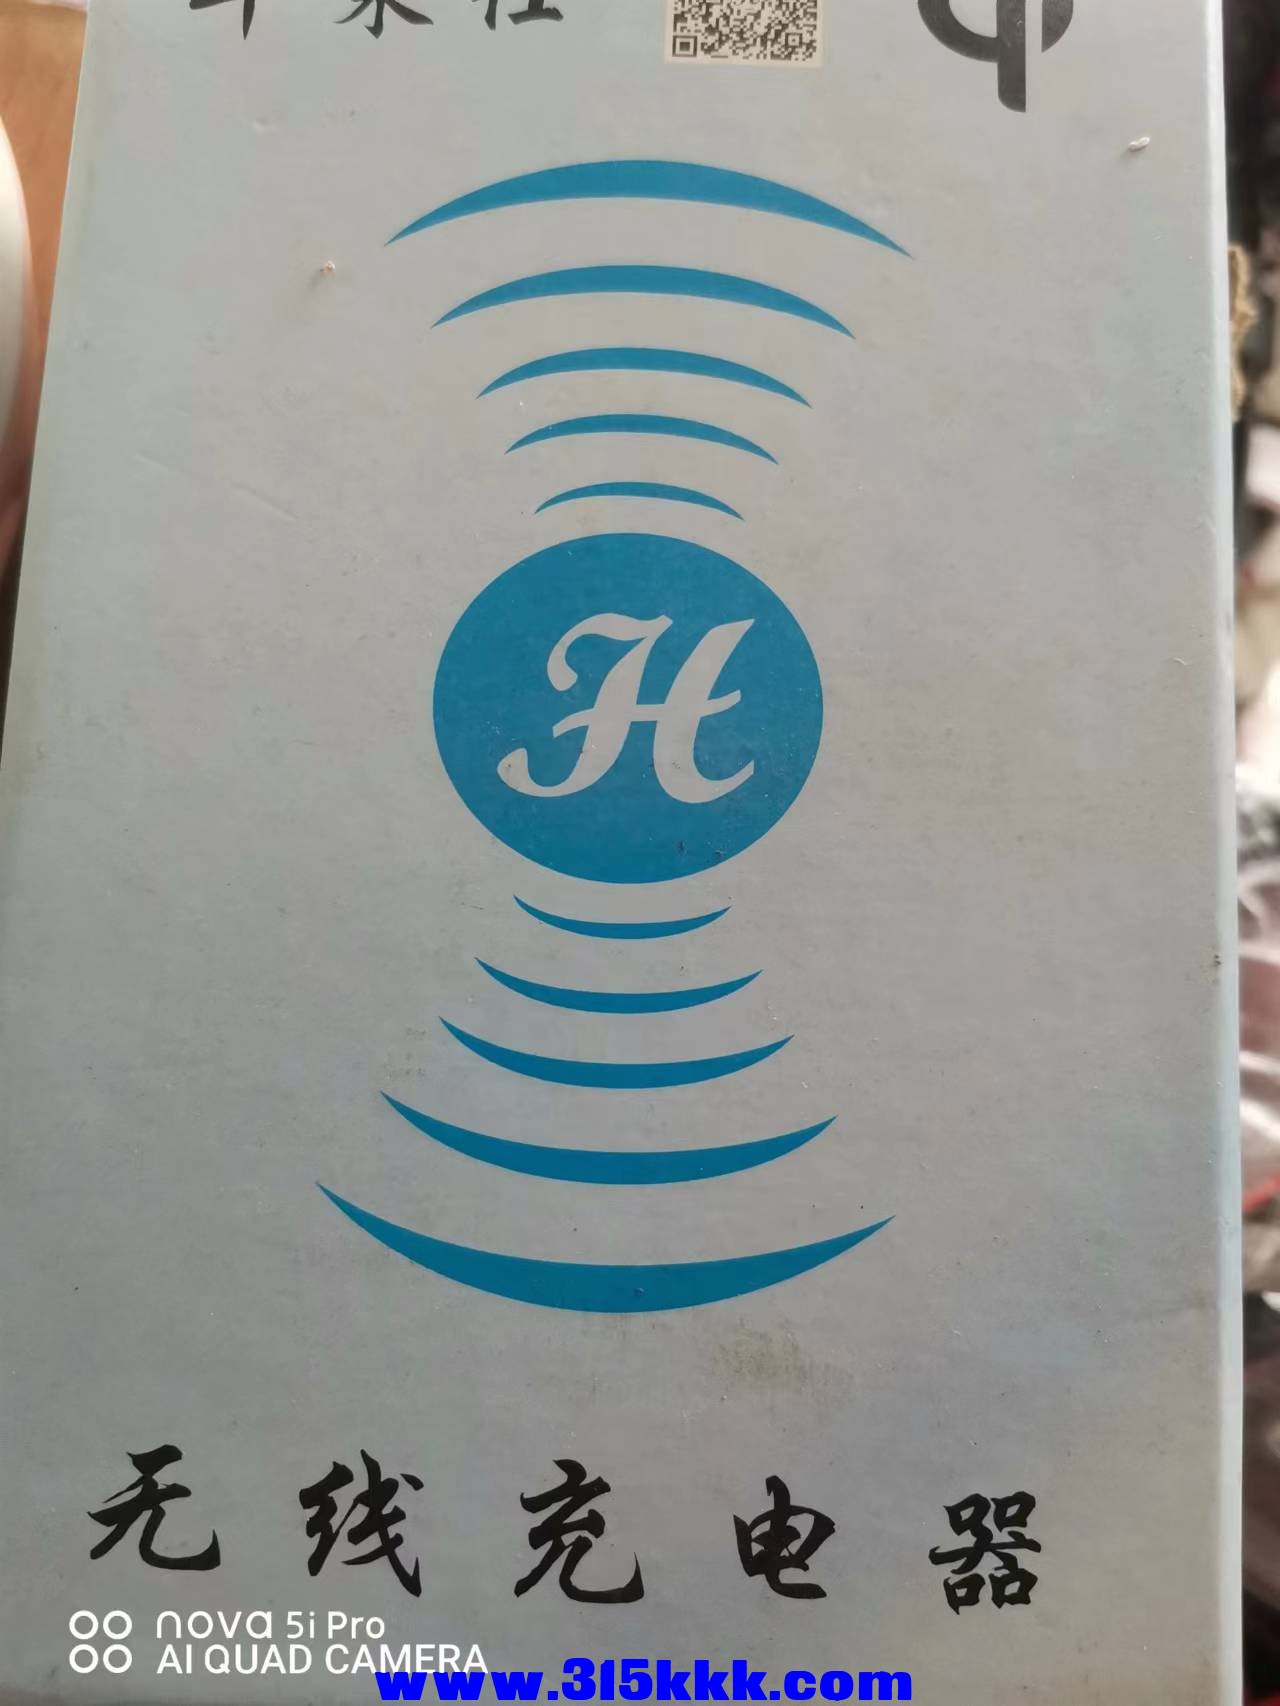 H
无线充电器
nova 5i Pro
AI QUAD CAMERA
www.315kkk.com